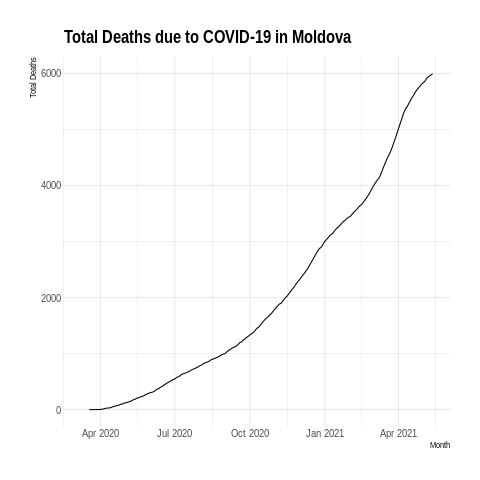 Total Deaths due to COVID-19 in Moldova
Total Deaths
6000
4000
2000
0
Apr 2020 Jul 2020 Oct 2020 Jan 2021 Apr 2021
Month